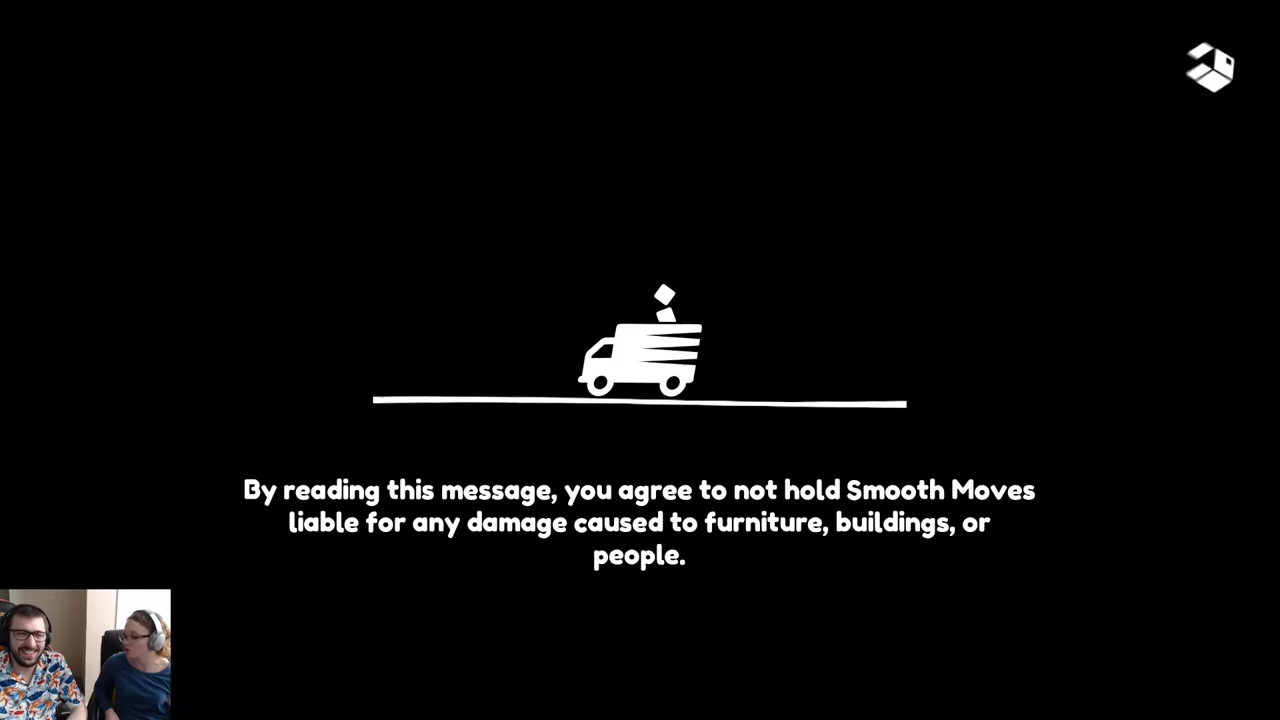 By reading this message, you agree to not hold Smooth Moves
liable for any damage caused to furniture, buildings, or
people.